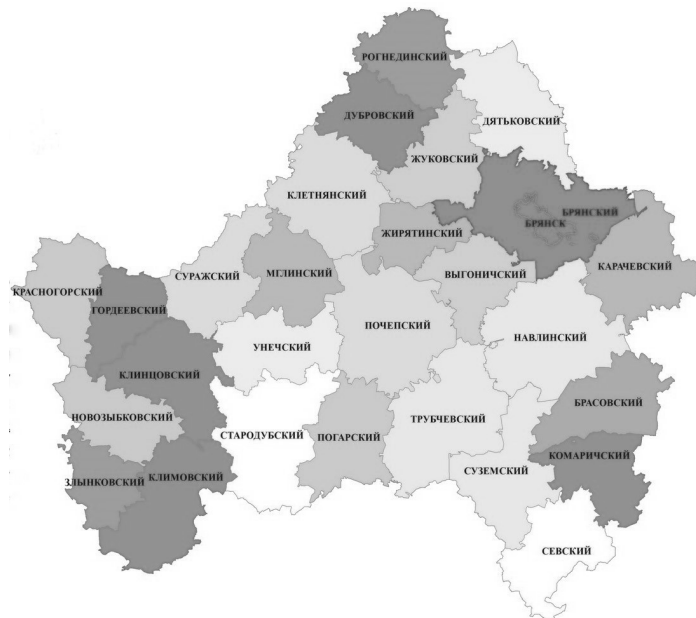 РОГНЕДИНСКИЙ
ДУБРОВСКИЙ
ДЯТЬКОВСКИЙ
ЖУКОВСКИЙ
КЛЕТНЯНСКИЙ
БРЯНСКИЙ
БРЯНСК
ЖИРЯТИНСКИЙ
МГЛИНСКИЙ
СУРАЖСКИЙ
ВЫГОНИЧСКИЙ
КАРАЧЕВСКИЙ
КРАСНОГОРСКИЙ
ГОРДЕЕВСКИЙ
ПОЧЕПСКИЙ
НАВЛИНСКИЙ
УНЕЧСКИЙ
КЛИНЦОВСКИЙ
БРАСОВСКИЙ
НОВОЗЫБКОВСКИЙ
ТРУБЧЕВСКИЙ
СТАРОДУБСКИЙ
ПОГАРСКИЙ
КОМАРИЧСКИЙ
СУЗЕМСКИЙ
ЗЛЫНКОВСКИЙ
КЛИМОВСКИЙ
СЕВСКИЙ